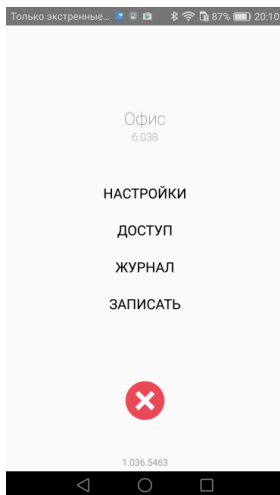 Только экстренные... 87% 20:10
Офис
6.038
НАСТРОЙКИ
ДОСТУП
ЖУРНАЛ
ЗАПИСАТЬ
1.036.5463